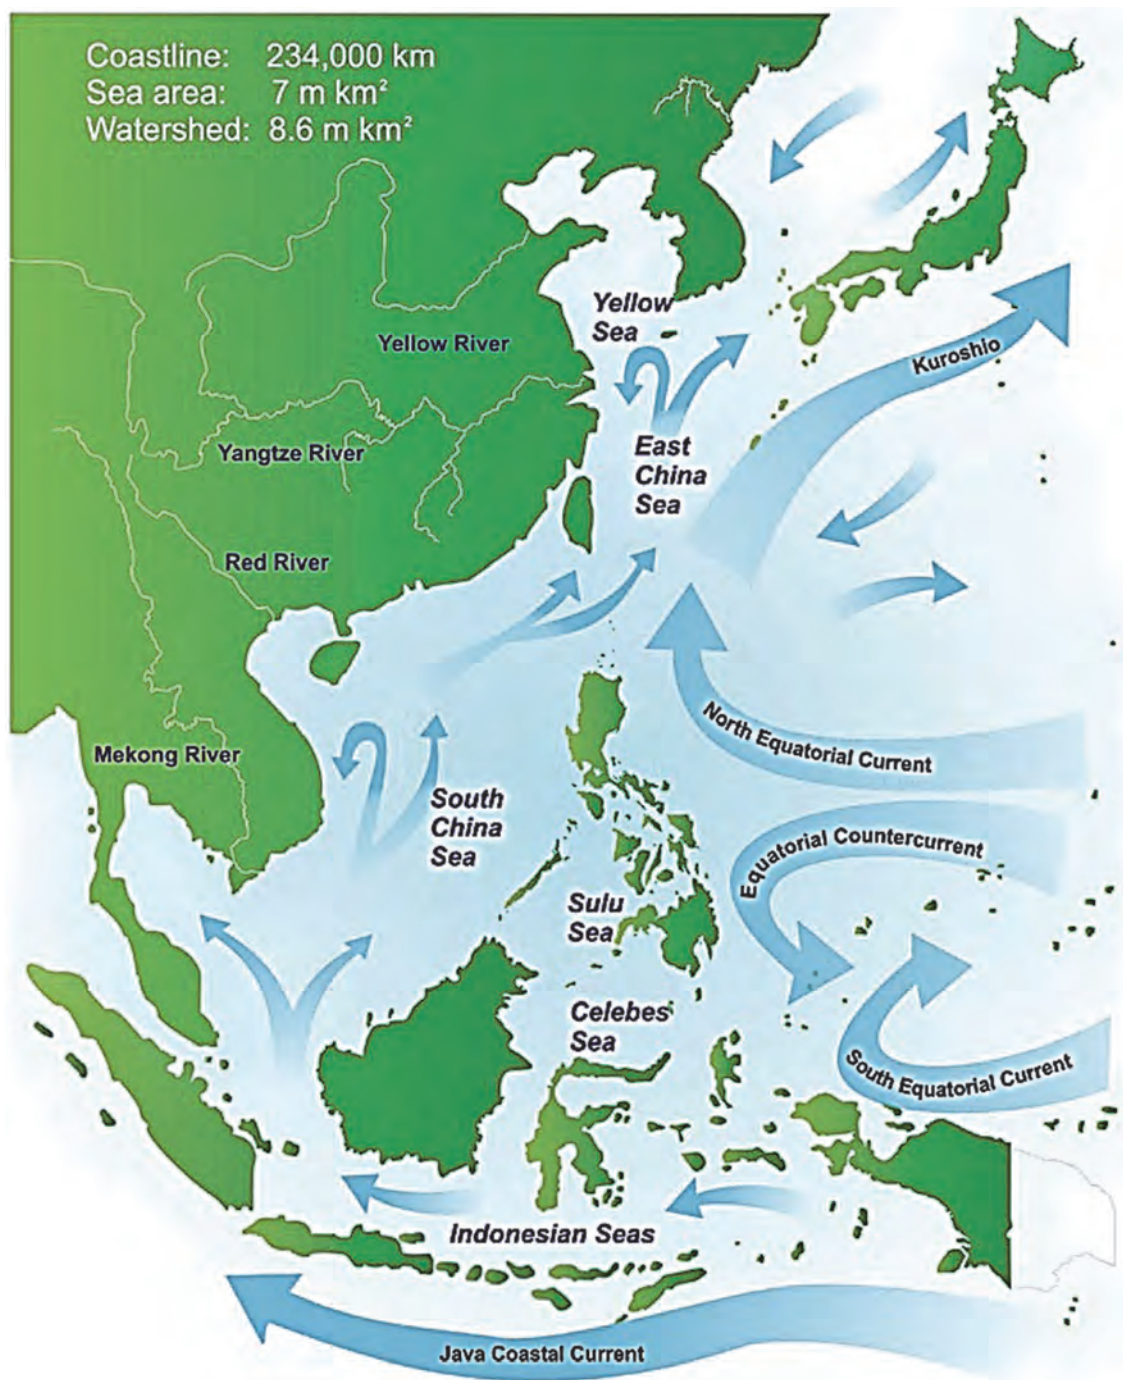 Coastline: 234,000 km
Sea area: 7 m km²
Watershed: 8.6 m km²
Yellow
Sea
Yellow River
Kuroshio
Yangtze River
East
China
Sea
Red River
North Equatorial Current
Mekong River
South
China
Sea
Equatorial Countercurrent
Sulu
Sea
Celebes
Sea
South Equatorial Current
Indonesian Seas
Java Coastal Current